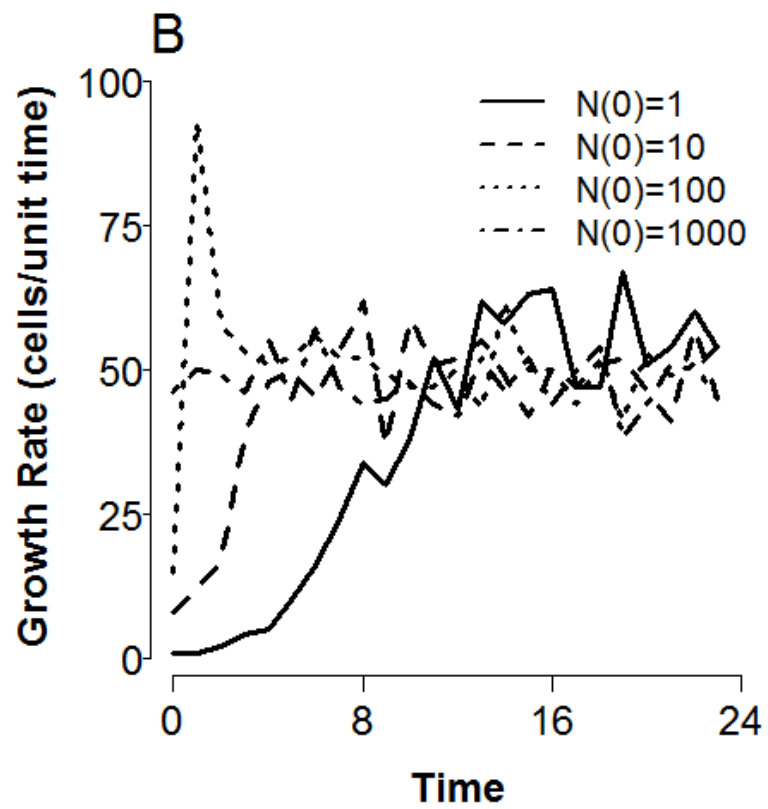 B
Growth Rate (cells/unit time)
100
75
50
25
0
N(0)=1
N(0)=10
N(0)=100
N(0)=1000
0 8 16 24
Time